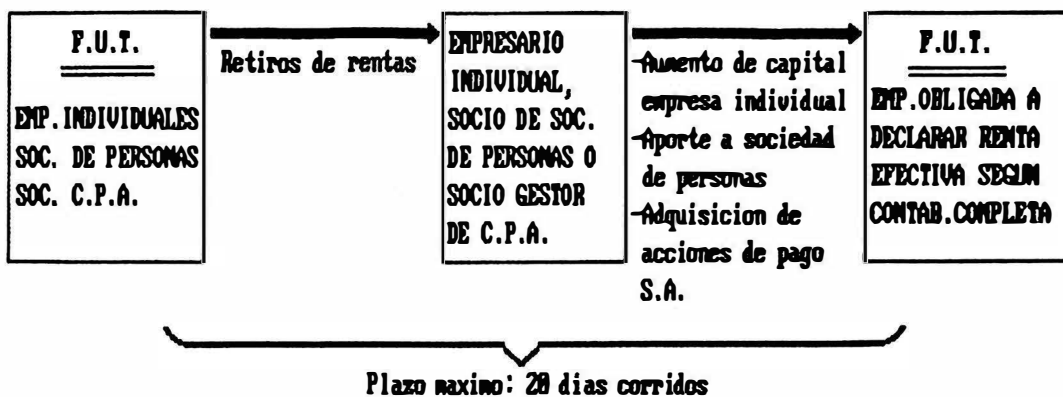 F.U.T.
EMP.INDIVIDUALES
SOC. DE PERSONAS
SOC. C.P.A.
Retiros de rentas
EMPRESARIO
INDIVIDUAL,
SOCIO DE SOC.
DE PERSONAS O
SOCIO GESTOR
DE C.P.A.
-Aumento de capital
empresa individual
-Aporte a sociedad
de personas
-Adquisicion de
acciones de pago
S.A.
F.U.T.
EMP.OBLIGADA A
DECLARAR RENTA
EFECTIVA SEGUN
CONTAB.COMPLETA
Plazo maximo: 20 dias corridos